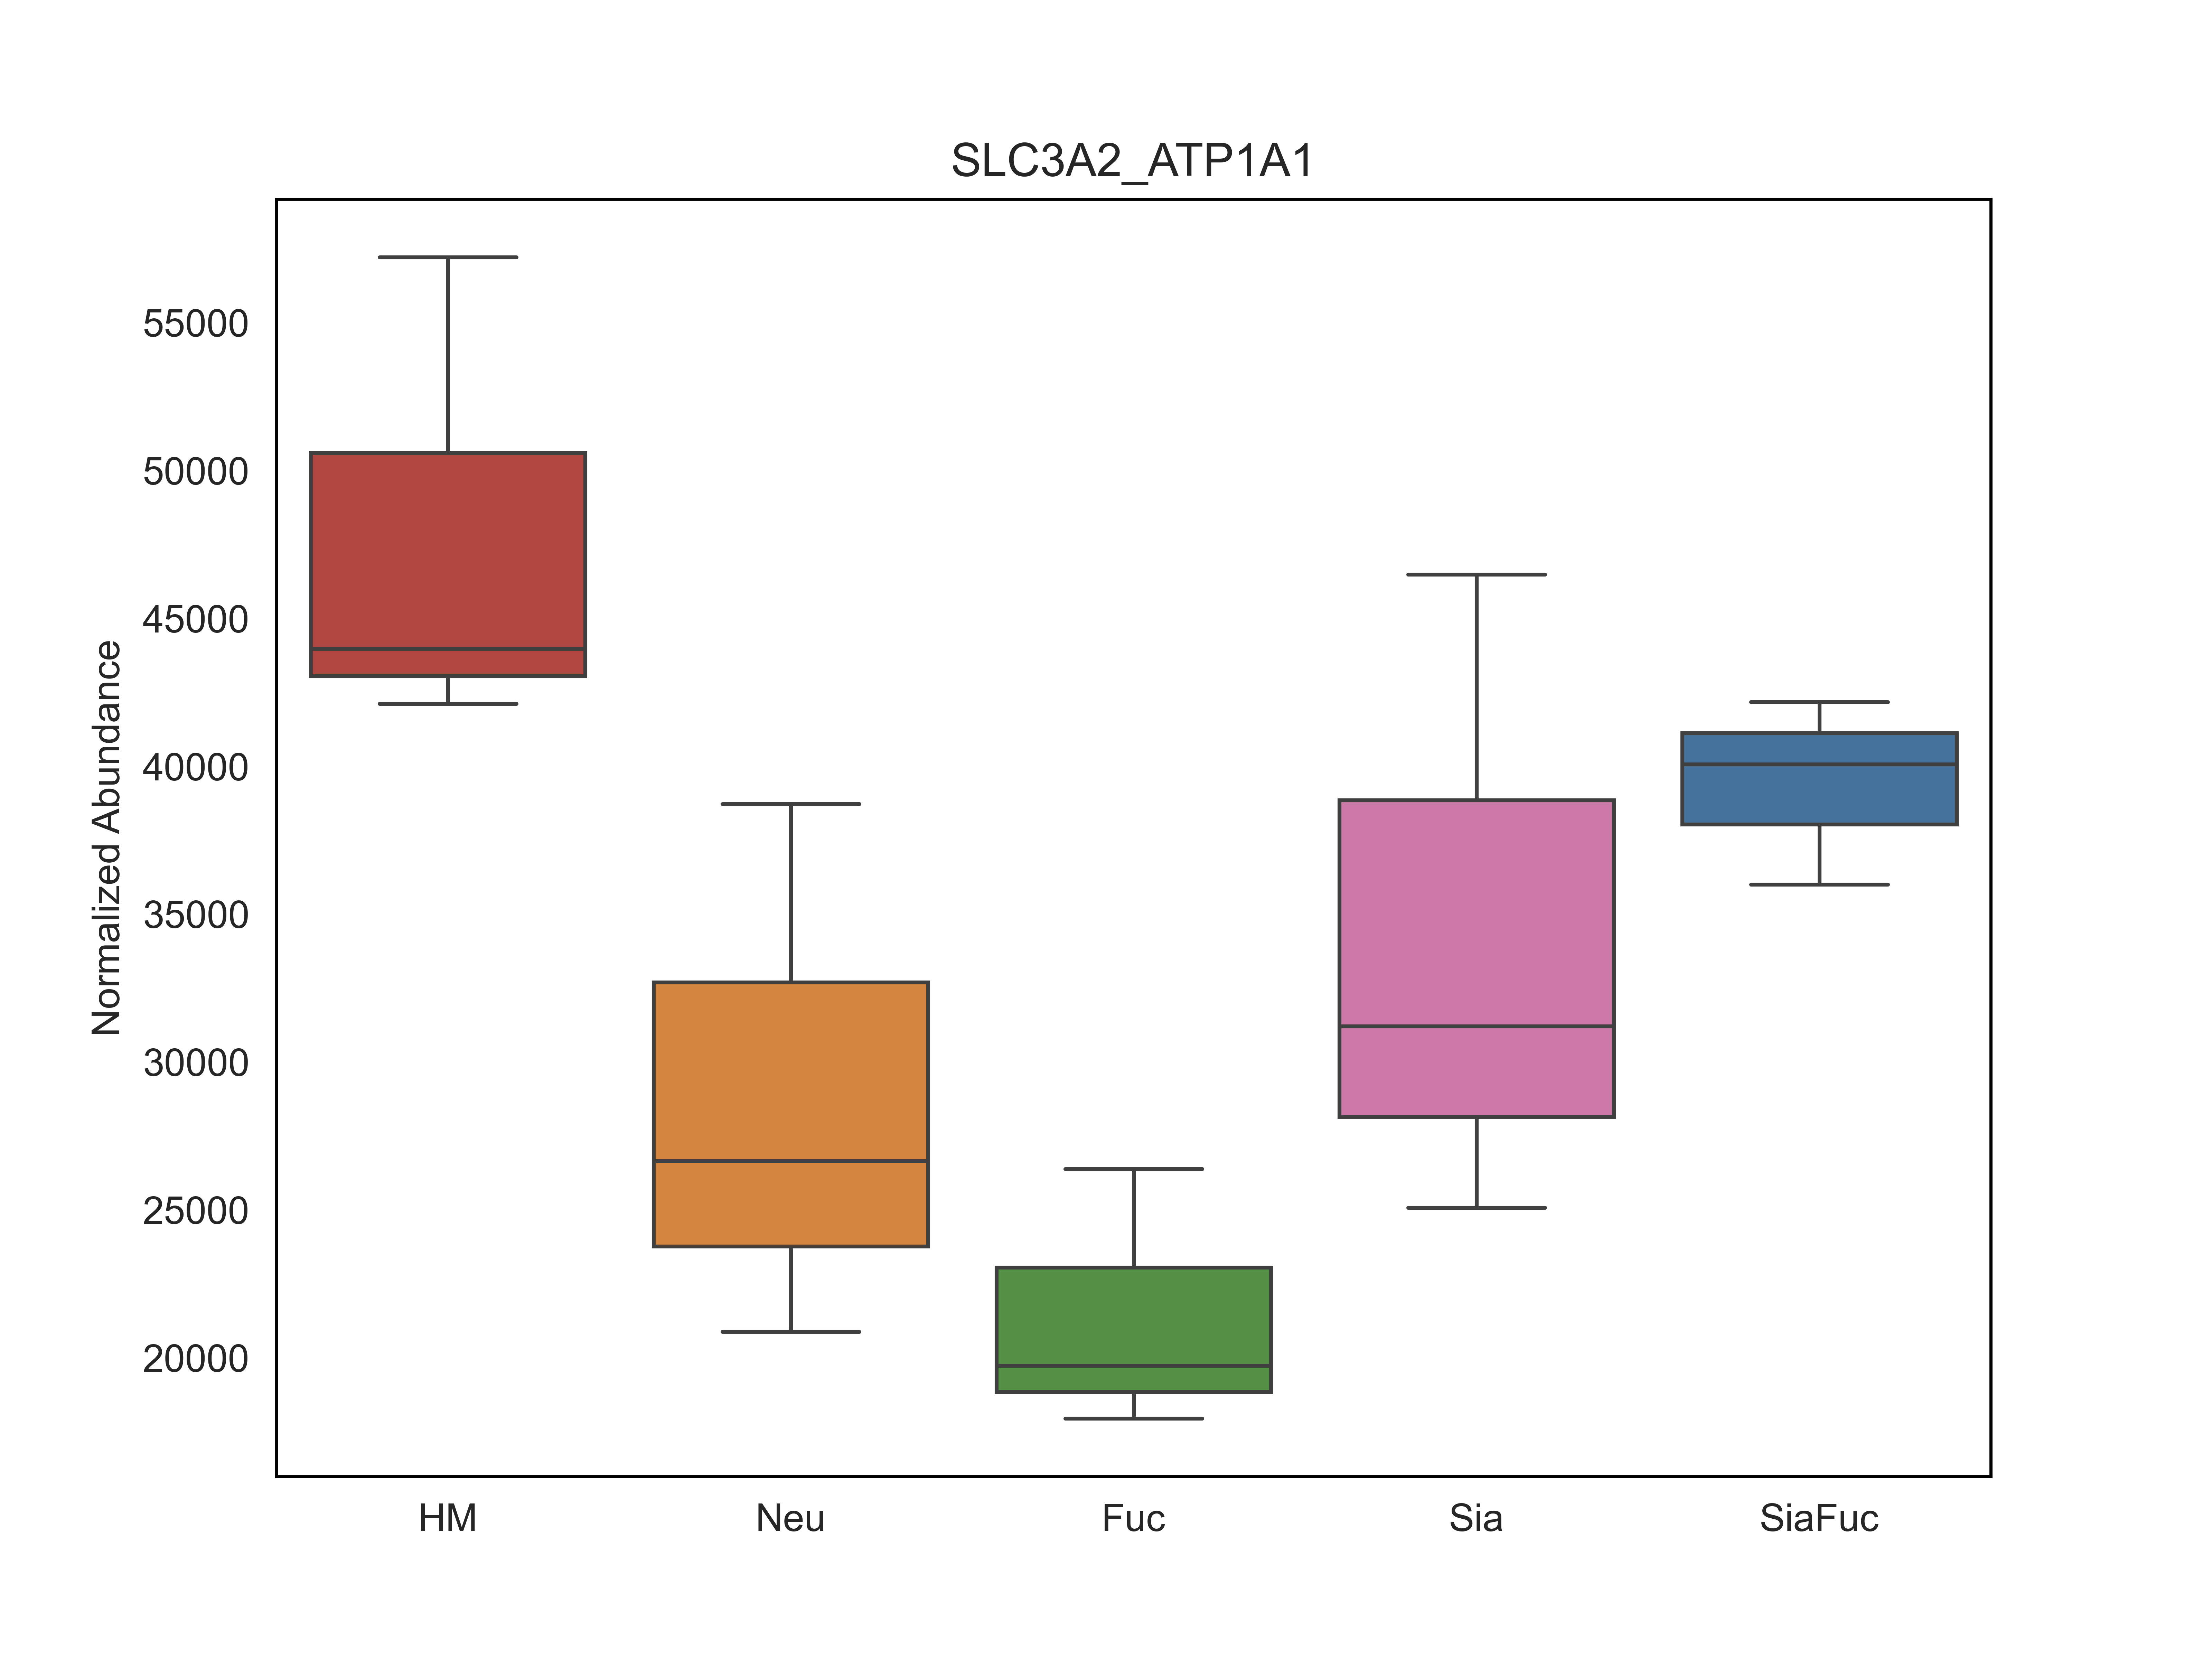 SLC3A2_ATP1A1
Normalized Abundance
55000
50000
45000
40000
35000
30000
25000
20000
HM
Neu
Fuc
Sia
SiaFuc